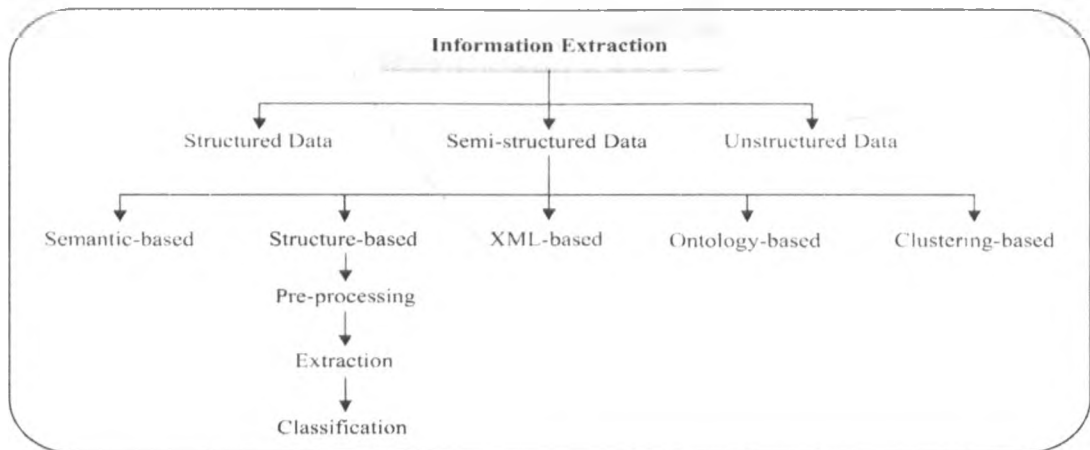 Information Extraction
Structured Data Semi-structured Data Unstructured Data
Semantic-based Structure-based XML-based Ontology-based Clustering-based
Pre-processing
Extraction
Classification